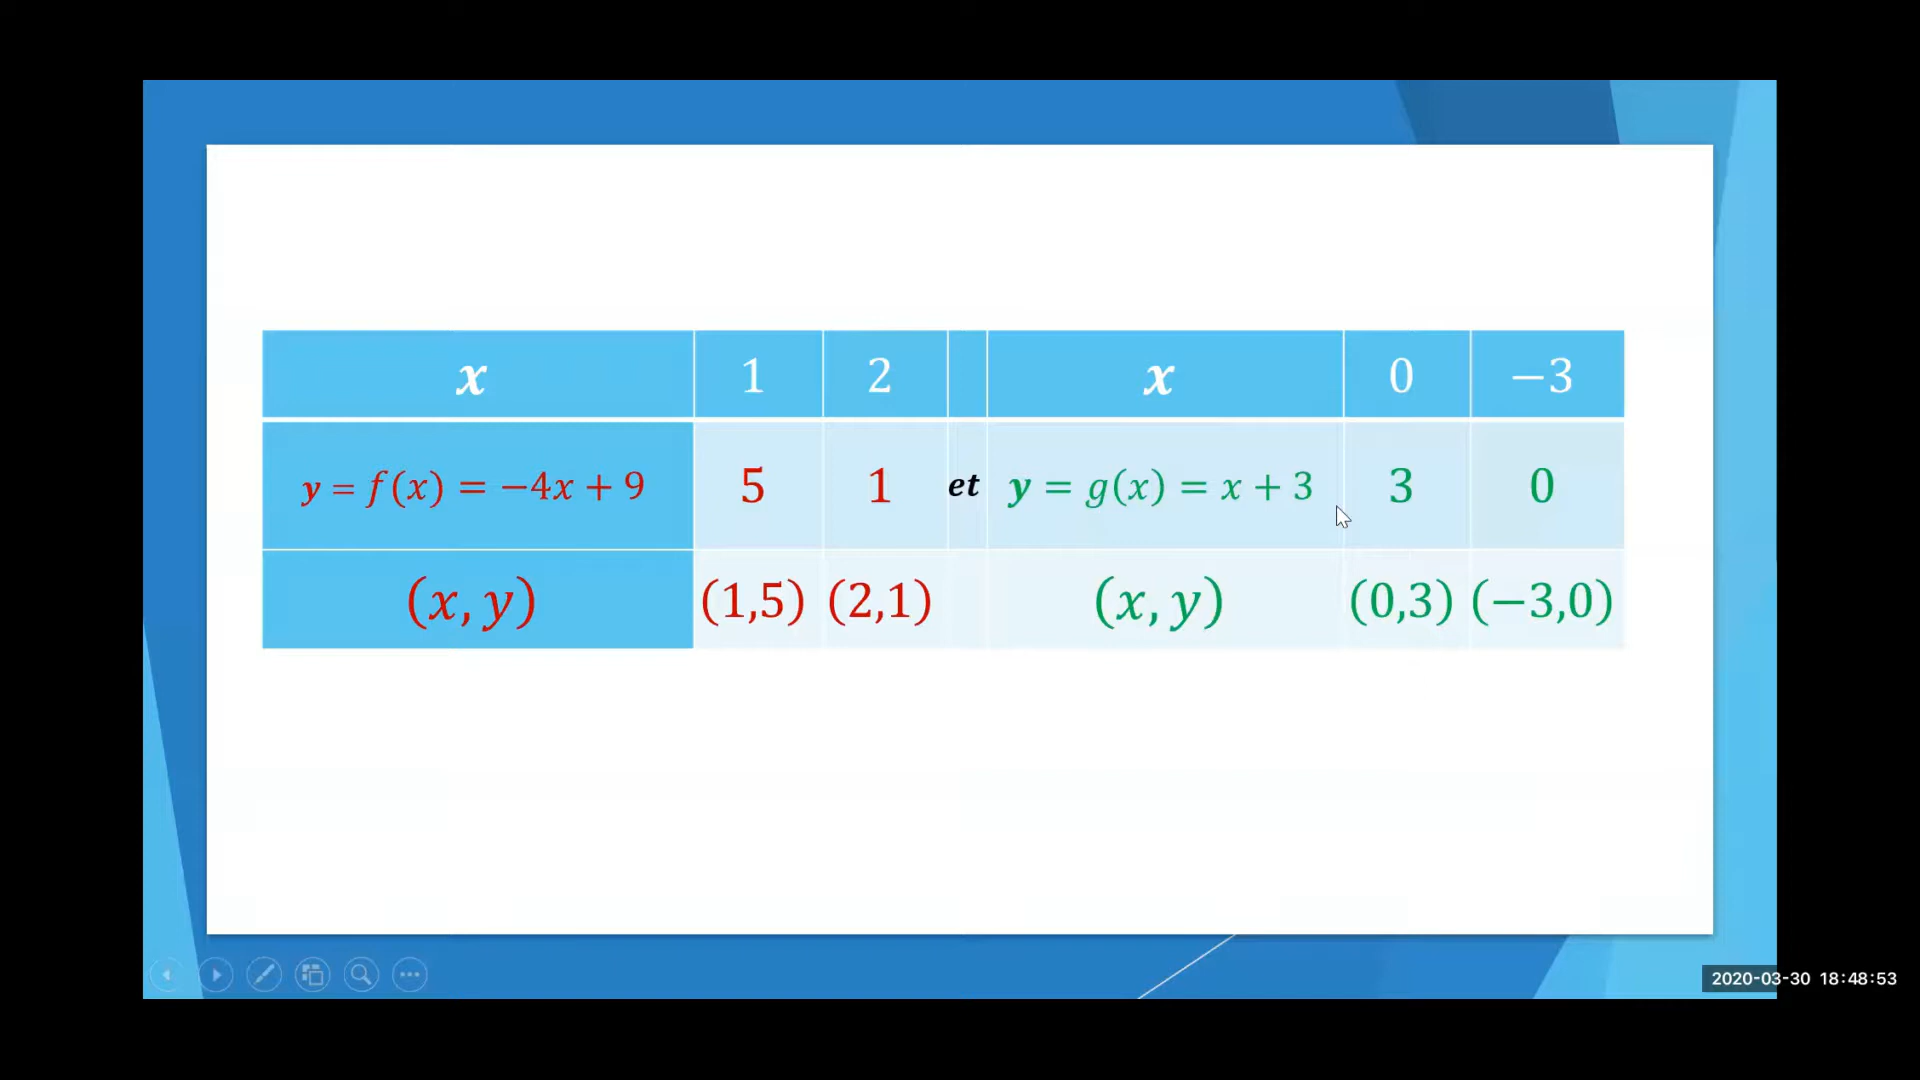 x 1 2 x 0 −3
y = f(x) = −4x + 9 5 1 et y = g(x) = x + 3 3 0
(x, y) (1,5) (2,1) (x, y) (0,3) (−3,0)
2020-03-30 18:48:53